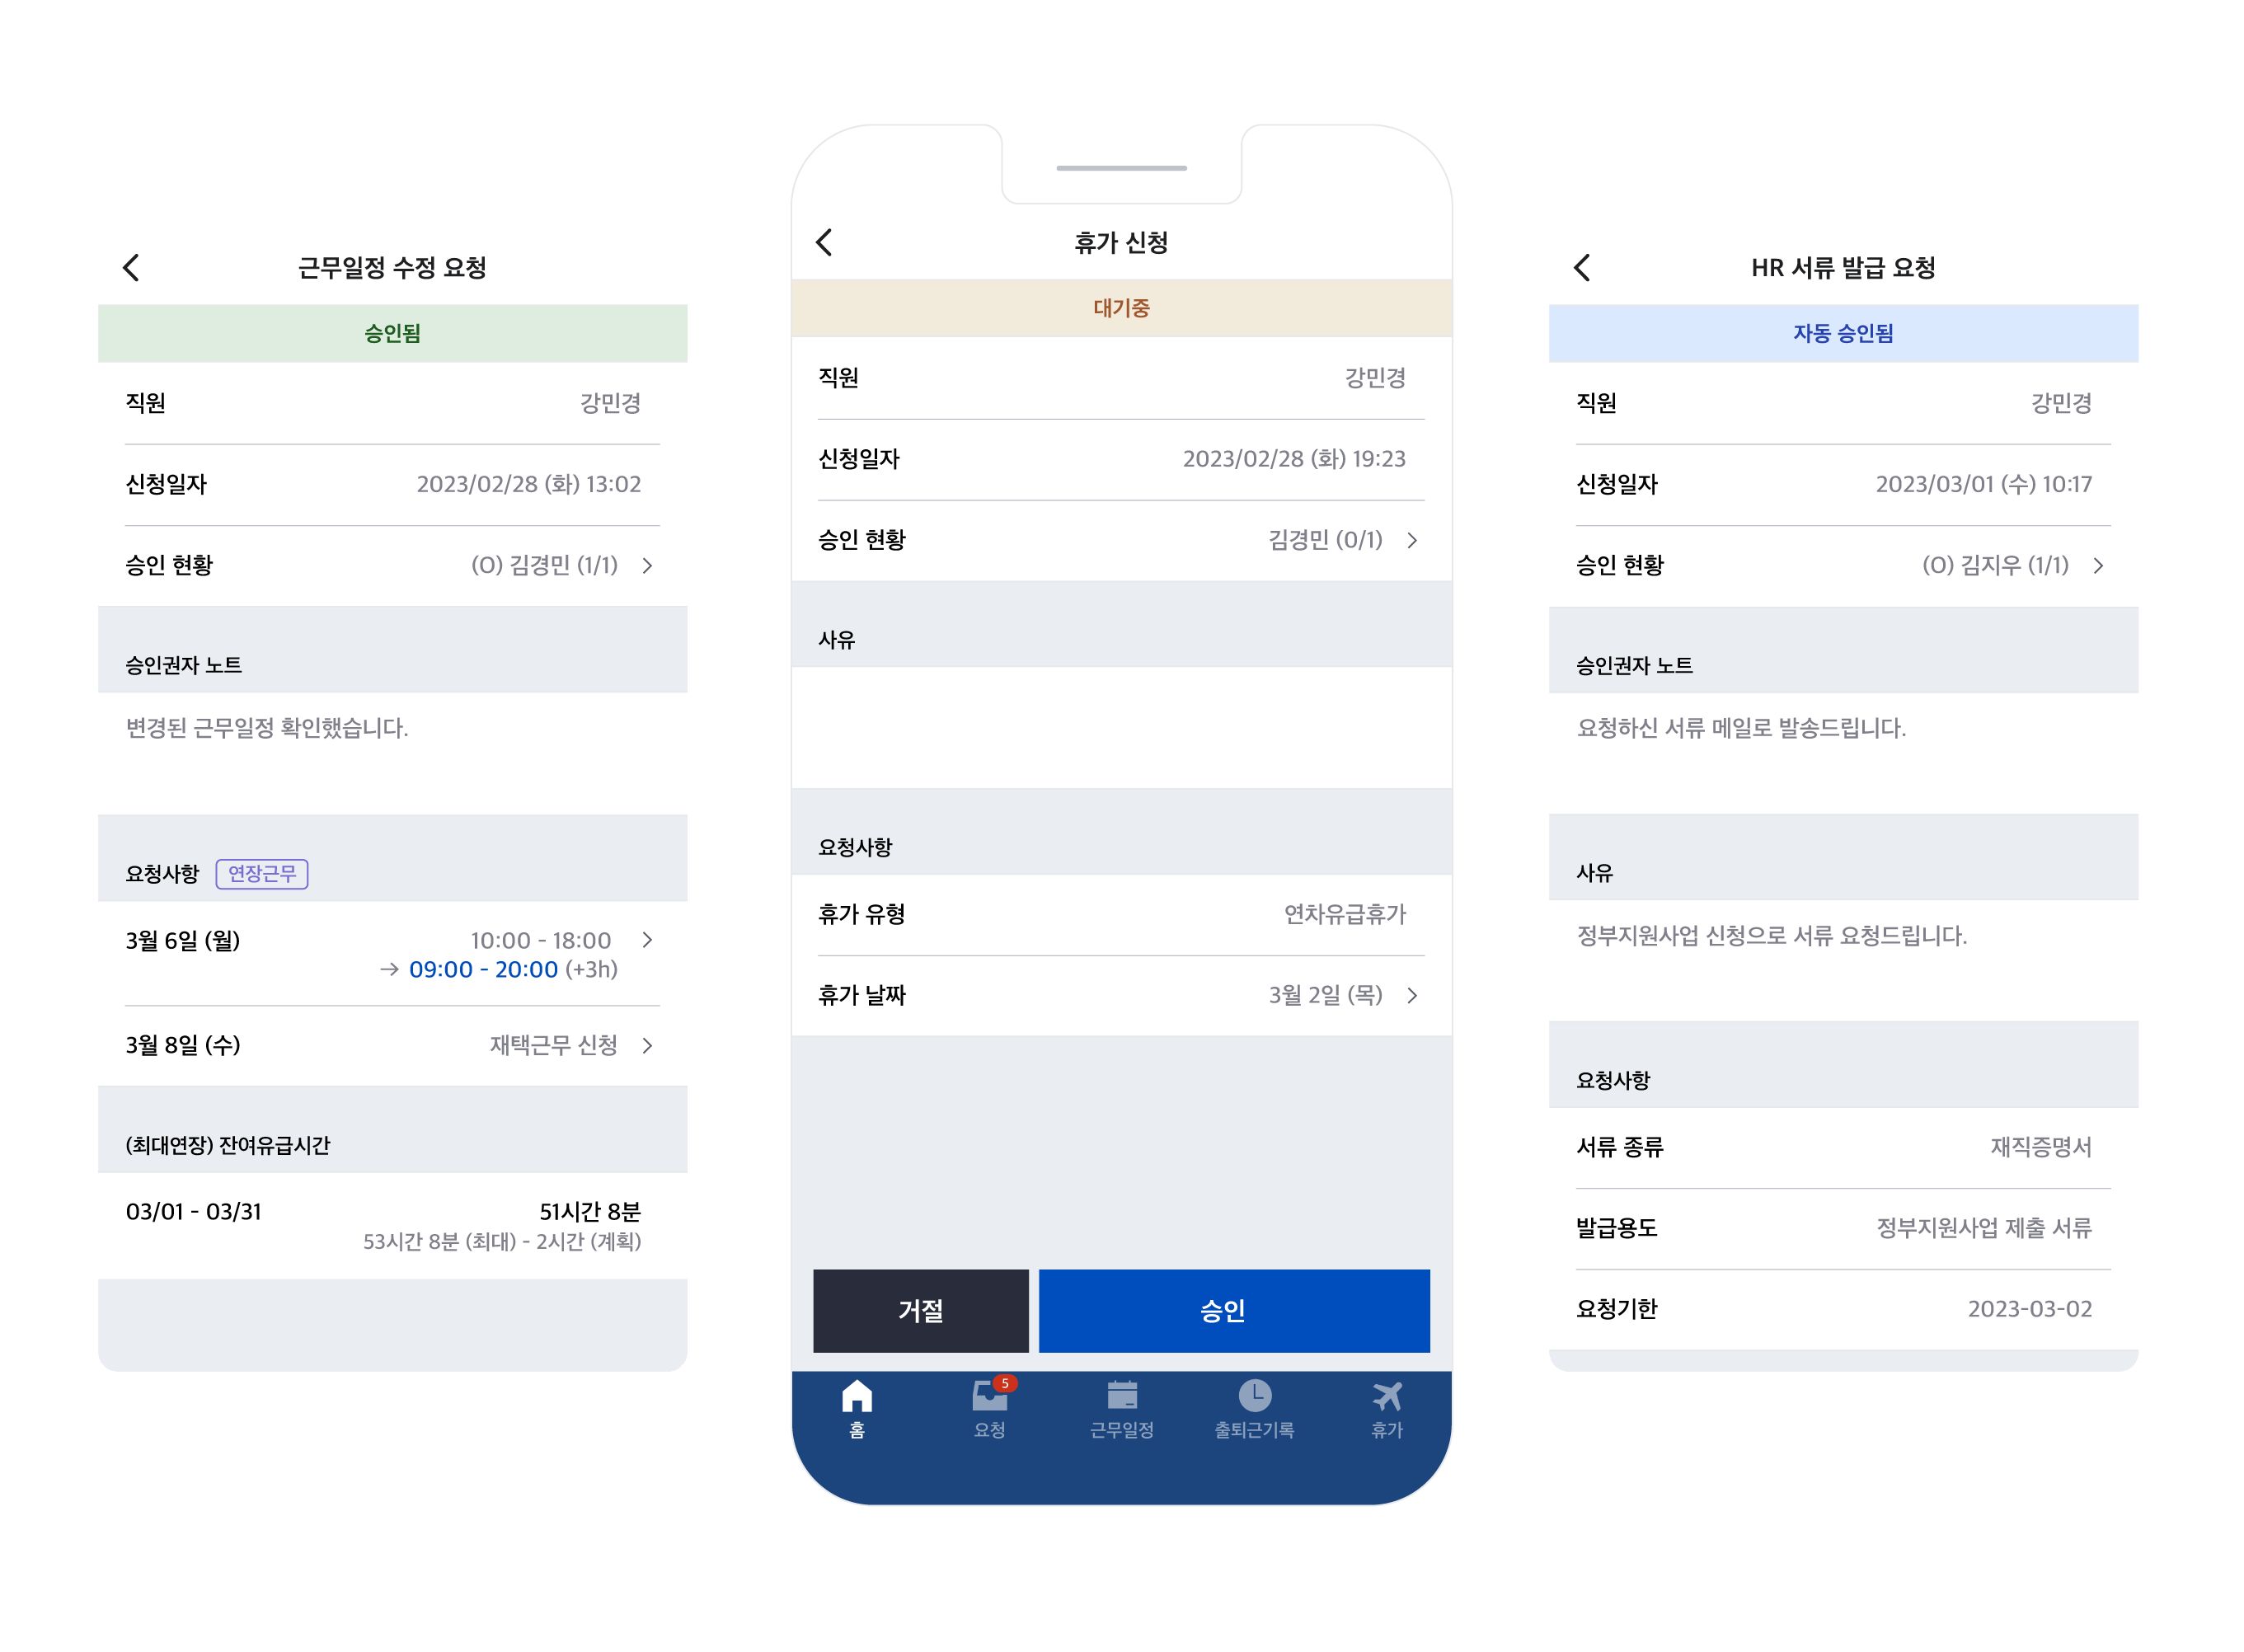 근무일정 수정 요청
승인됨
직원 강민경
신청일자 2023/02/28 (화) 13:02
승인 현황 (O) 김경민 (1/1)
승인권자 노트
변경된 근무일정 확인했습니다.
요청사항 연장근무
3월 6일 (월) 10:00 - 18:00
→ 09:00 - 20:00 (+3h)
3월 8일 (수) 재택근무 신청
(최대연장) 잔여유급시간
03/01 - 03/31 51시간 8분
53시간 8분 (최대) - 2시간 (계획)
휴가 신청
대기중
직원 강민경
신청일자 2023/02/28 (화) 19:23
승인 현황 김경민 (0/1)
사유
요청사항
휴가 유형 연차유급휴가
휴가 날짜 3월 2일 (목)
거절 승인
5
홈 요청 근무일정 출퇴근기록 휴가
HR 서류 발급 요청
자동 승인됨
직원 강민경
신청일자 2023/03/01 (수) 10:17
승인 현황 (O) 김지우 (1/1)
승인권자 노트
요청하신 서류 메일로 발송드립니다.
사유
정부지원사업 신청으로 서류 요청드립니다.
요청사항
서류 종류 재직증명서
발급용도 정부지원사업 제출 서류
요청기한 2023-03-02